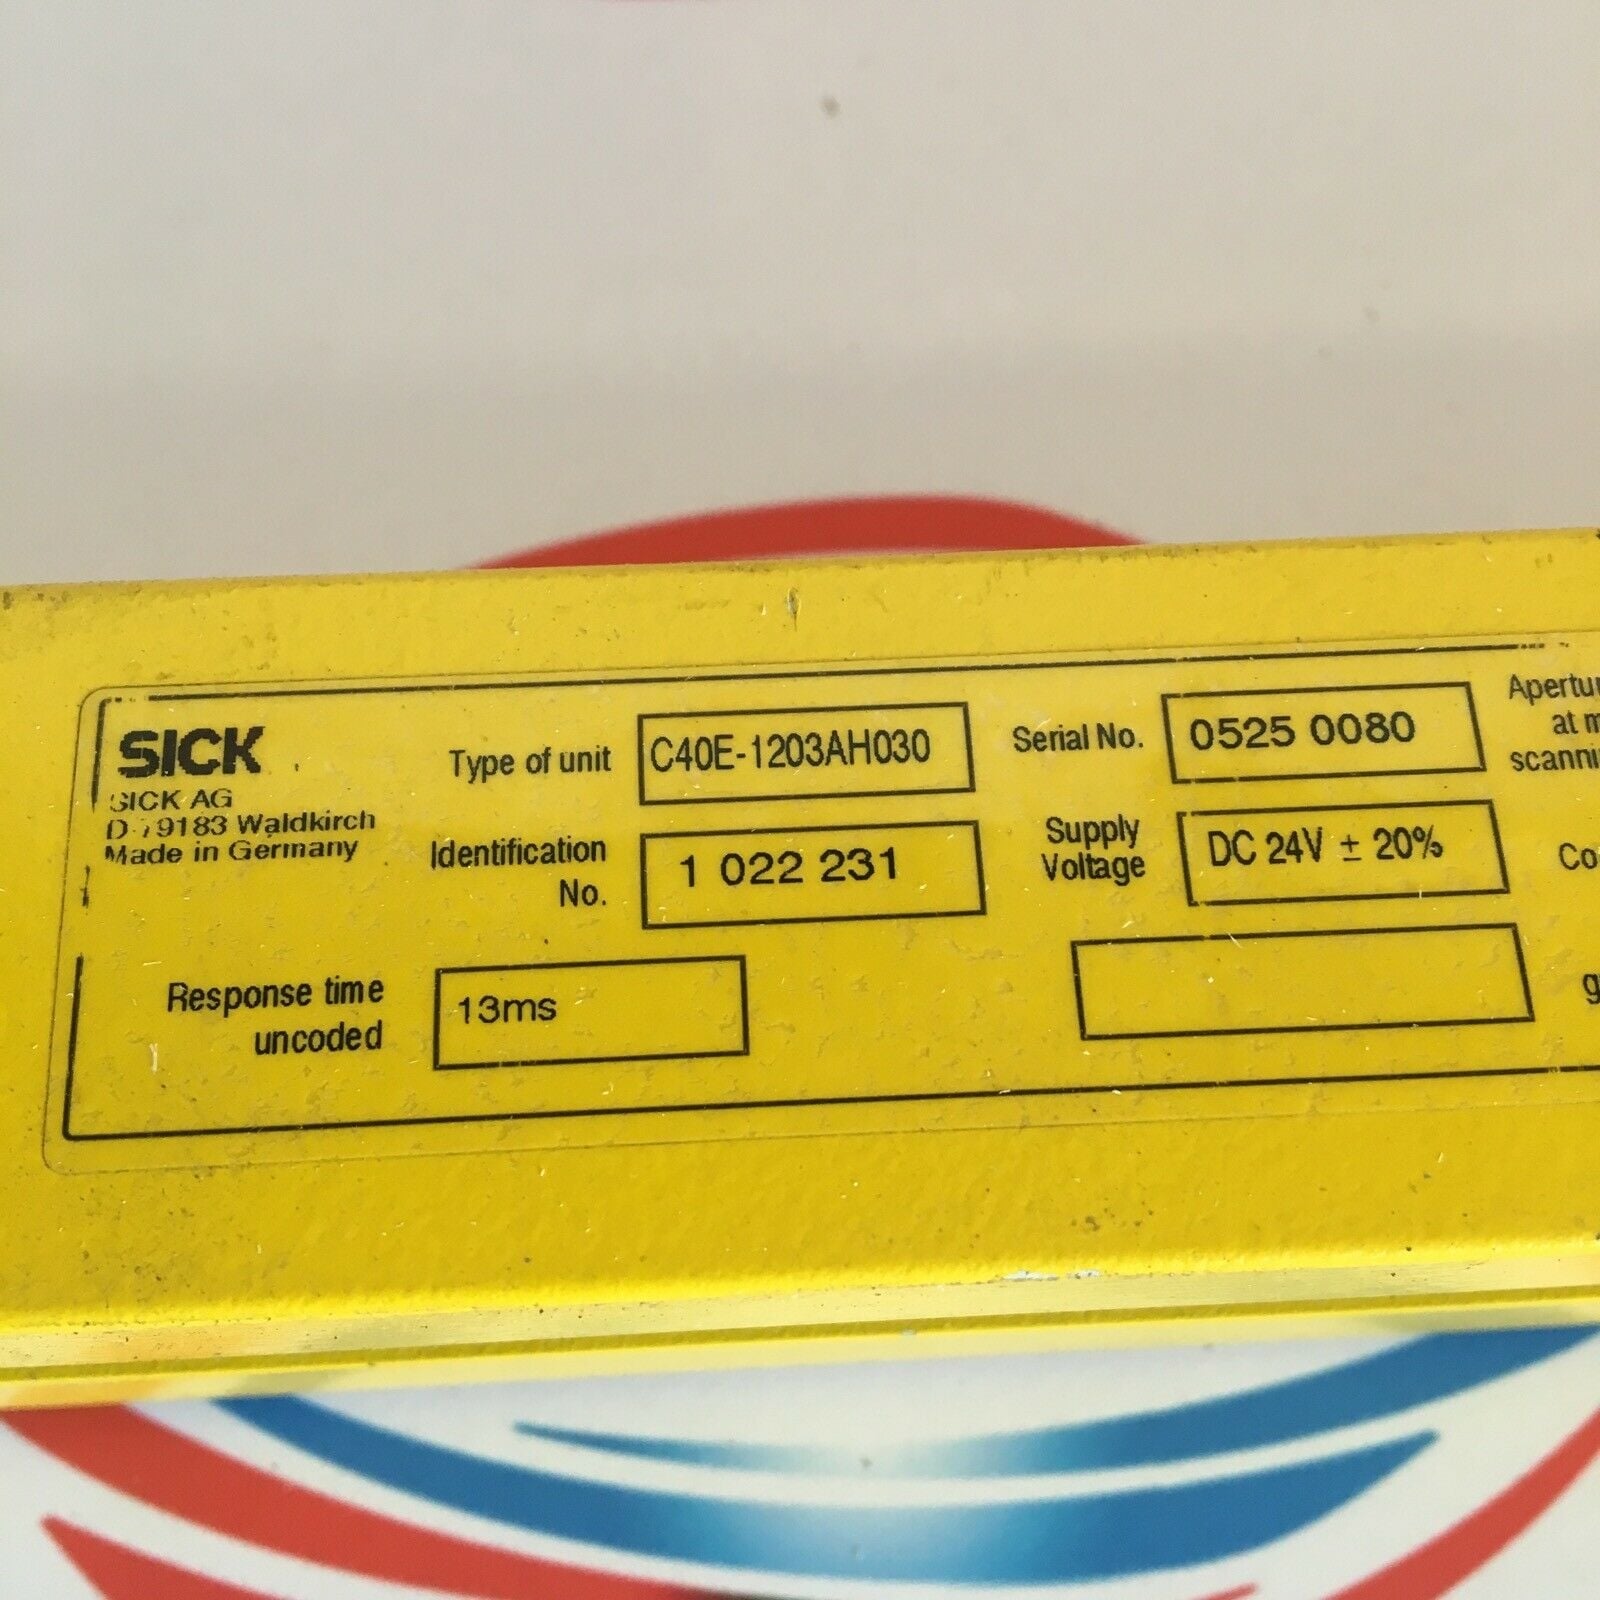 SICK
SICK AG
D-79183 Waldkirch
Made in Germany
Type of unit
C40E-1203AH030
Identification
No.
1 022 231
Response time
uncoded
13ms
Serial No.
0525 0080
Supply
Voltage
DC 24V ± 20%
at